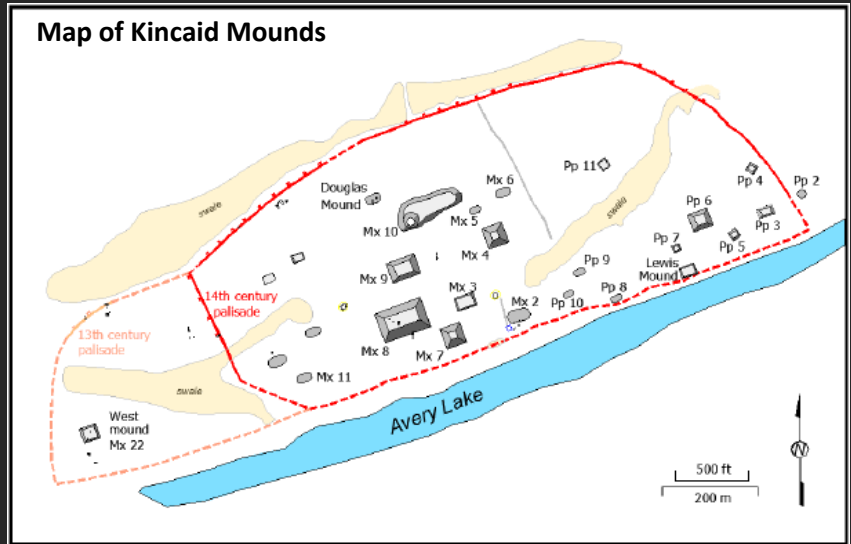 Map of Kincaid Mounds
swale
Douglas
Mound
Mx 10
Mx 6
Mx 5
Mx 4
Pp 11
swale
Pp 4
Pp 2
Pp 6
Pp 3
Pp 5
Pp 7
Lewis
Mound
Pp 9
Pp 10
Pp 8
Mx 9
Mx 3
Mx 2
14th century
palisade
Mx 8
Mx 7
13th century
palisade
swale
Mx 11
West
mound
Mx 22
Avery Lake
N
500 ft
200 m